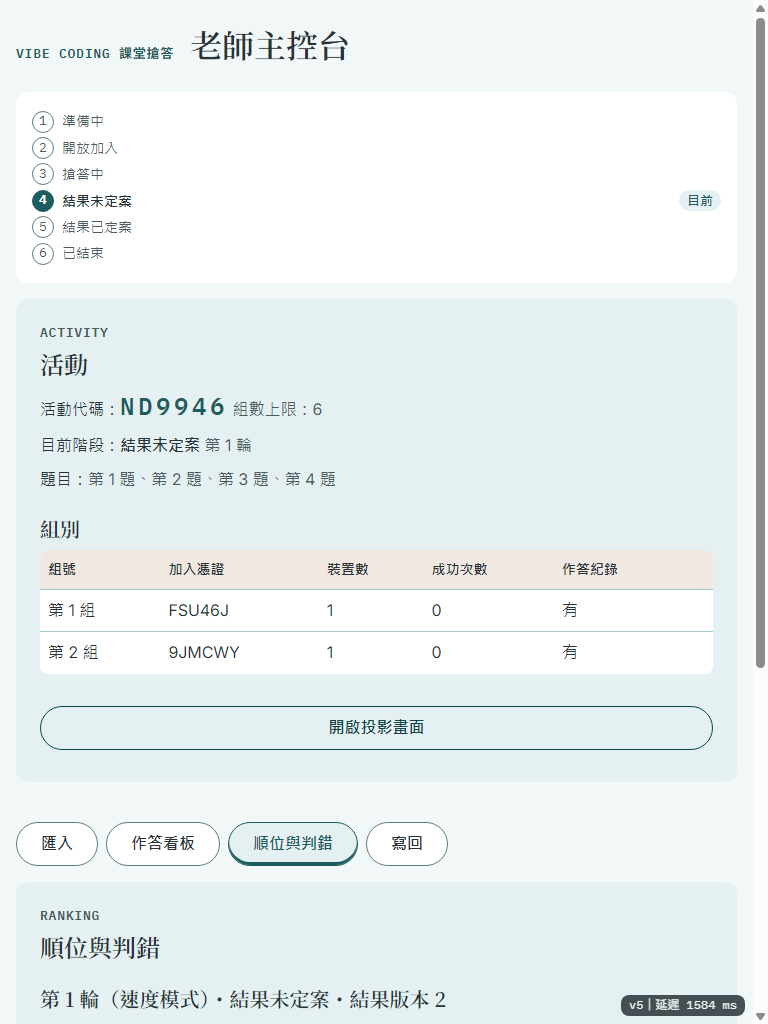 VIBE CODING 課堂搶答 老師主控台
1 準備中
2 開放加入
3 搶答中
4 結果未定案 目前
5 結果已定案
6 已結束
ACTIVITY
活動
活動代碼：ND9946 組數上限：6
目前階段：結果未定案 第 1 輪
題目：第 1 題、第 2 題、第 3 題、第 4 題
組別
組號 加入憑證 裝置數 成功次數 作答紀錄
第 1 組 FSU46J 1 0 有
第 2 組 9JMCWY 1 0 有
開啟投影畫面
匯入 作答看板 順位與判錯 寫回
RANKING
順位與判錯
第 1 輪（速度模式）・結果未定案・結果版本 2
v5｜延遲 1584 ms